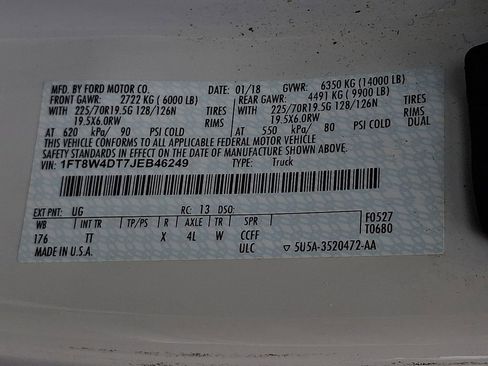 MFD. BY FORD MOTOR CO. DATE: 01/18 GVWR: 6350 KG (14000 LB)
FRONT GAWR: 2722 KG (6000 LB) REAR GAWR: 4491 KG (9900 LB)
WITH 225/70R19.5G 128/126N TIRES WITH 225/70R19.5G 128/126N TIRES
19.5X6.0RW RIMS 19.5X6.0RW RIMS
AT 620 kPa/ 90 PSI COLD AT 550 kPa/ 80 PSI COLD DUAL
THIS VEHICLE CONFORMS TO ALL APPLICABLE FEDERAL MOTOR VEHICLE
SAFETY STANDARDS IN EFFECT ON THE DATE OF MANUFACTURE SHOWN ABOVE.
VIN: 1FT8W4DT7JEB46249 TYPE: Truck
EXT PNT: UG RC: 13 DSO: F0527
WB INT TR TP/PS R AXLE TR SPR T0680
176 TT X 4L W CCFF
MADE IN U.S.A. ULC 5U5A-3520472-AA